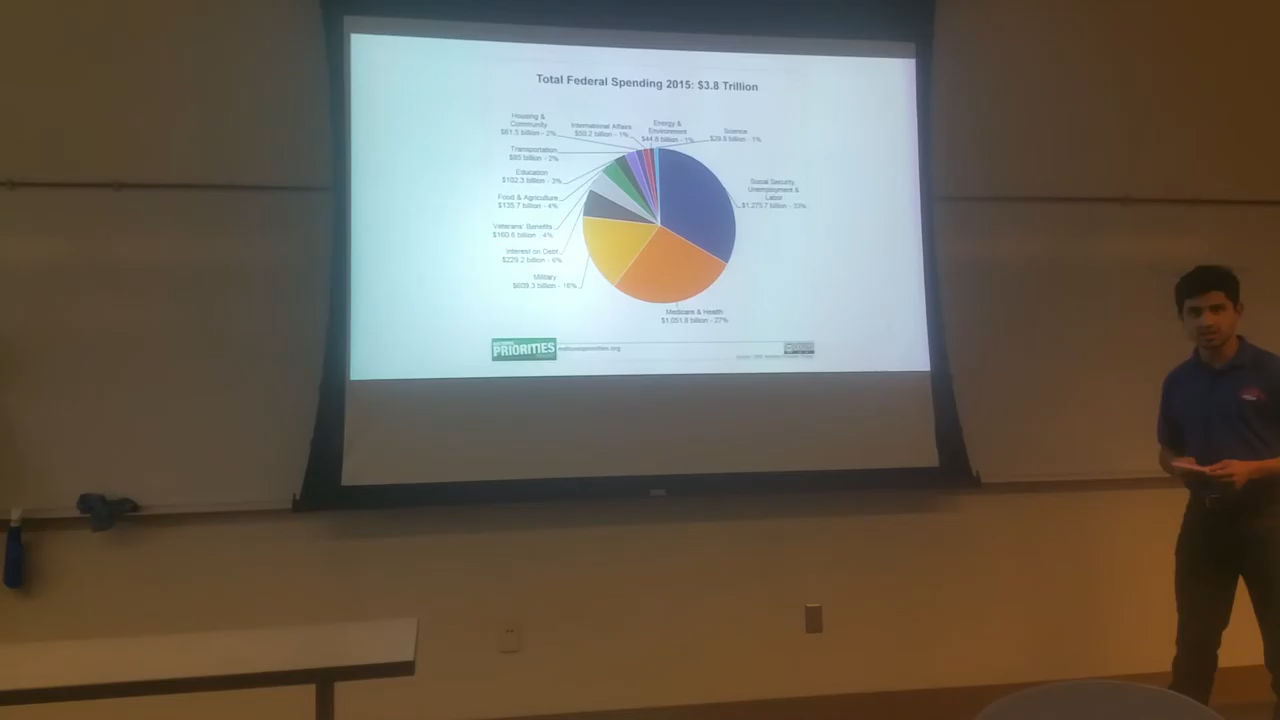 Total Federal Spending 2015: $3.8 Trillion
Housing &
Community
$61.5 billion - 2%
International Affairs
$50.2 billion - 1%
Energy &
Environment
$44.8 billion - 1%
Science
$29.8 billion - 1%
Transportation
$85 billion - 2%
Education
$102.3 billion - 3%
Food & Agriculture
$135.7 billion - 4%
Veterans' Benefits
$160.6 billion - 4%
Interest on Debt
$229.2 billion - 6%
Military
$609.3 billion - 16%
Social Security,
Unemployment &
Labor
$1,275.7 billion - 33%
Medicare & Health
$1,051.8 billion - 27%
NATIONAL
PRIORITIES
nationalpriorities.org